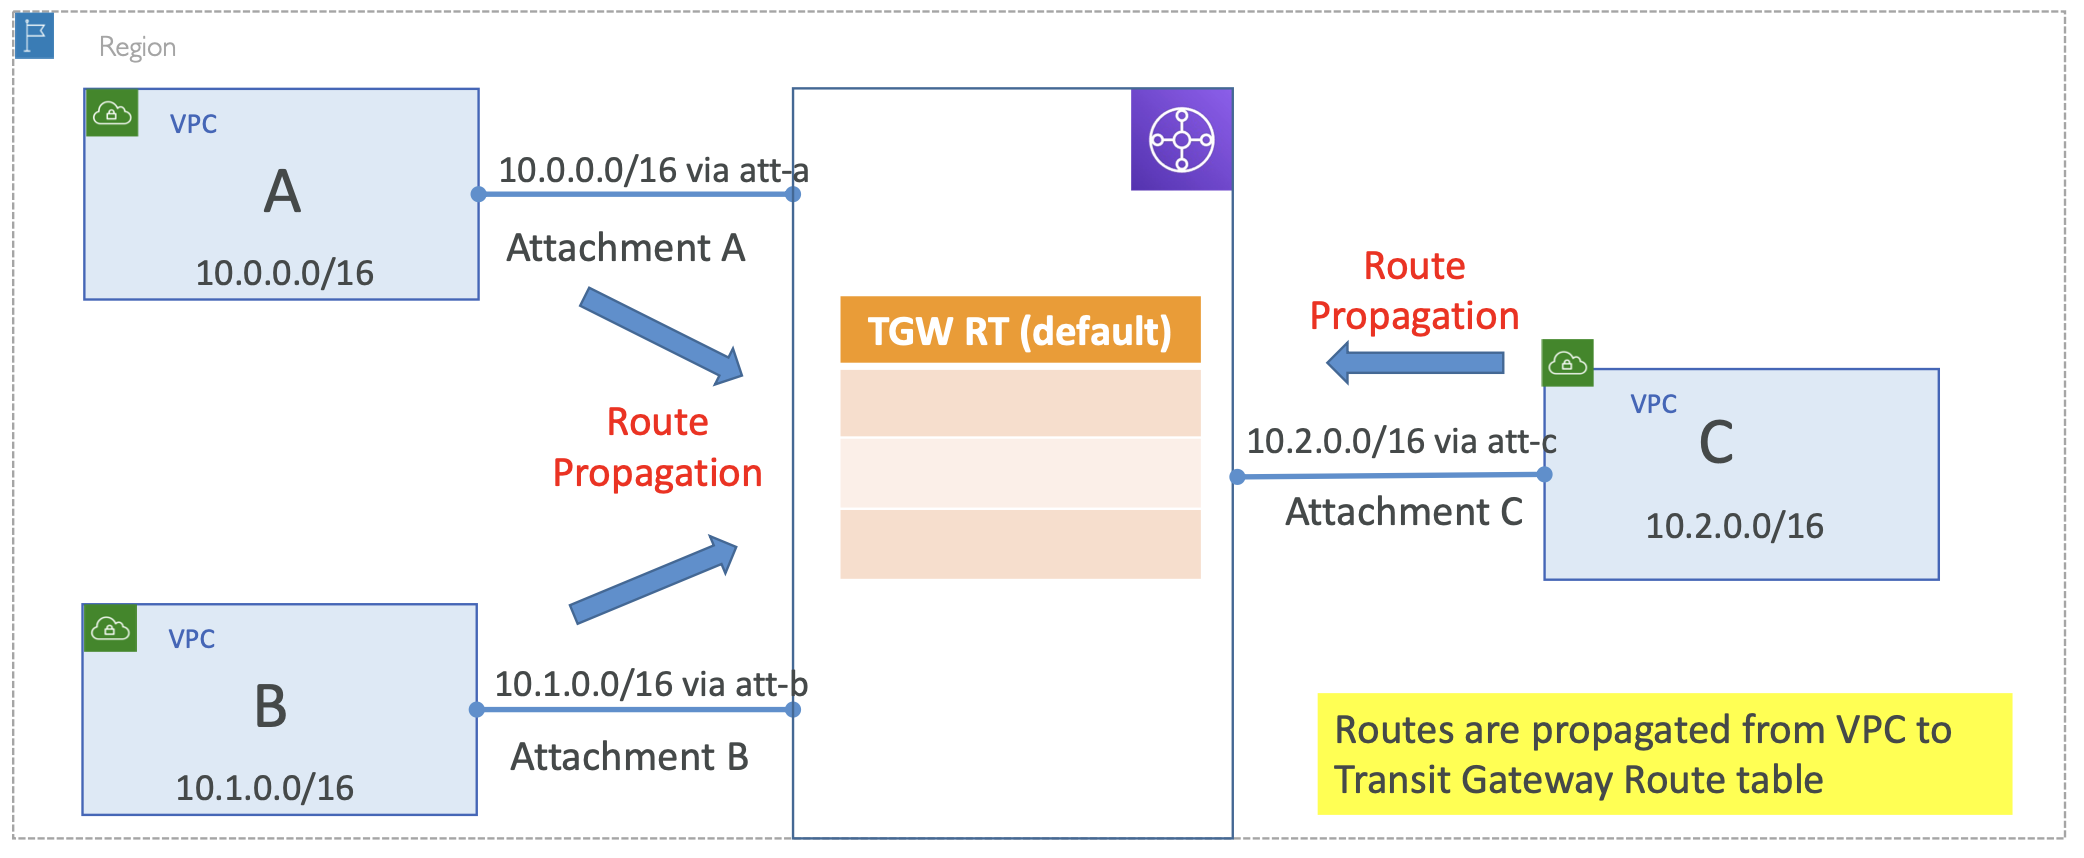 Region
VPC
A
10.0.0.0/16
10.0.0.0/16 via att-a
Attachment A
Route
Propagation
VPC
B
10.1.0.0/16
10.1.0.0/16 via att-b
Attachment B
TGW RT (default)
Route
Propagation
10.2.0.0/16 via att-c
Attachment C
VPC
C
10.2.0.0/16
Routes are propagated from VPC to
Transit Gateway Route table